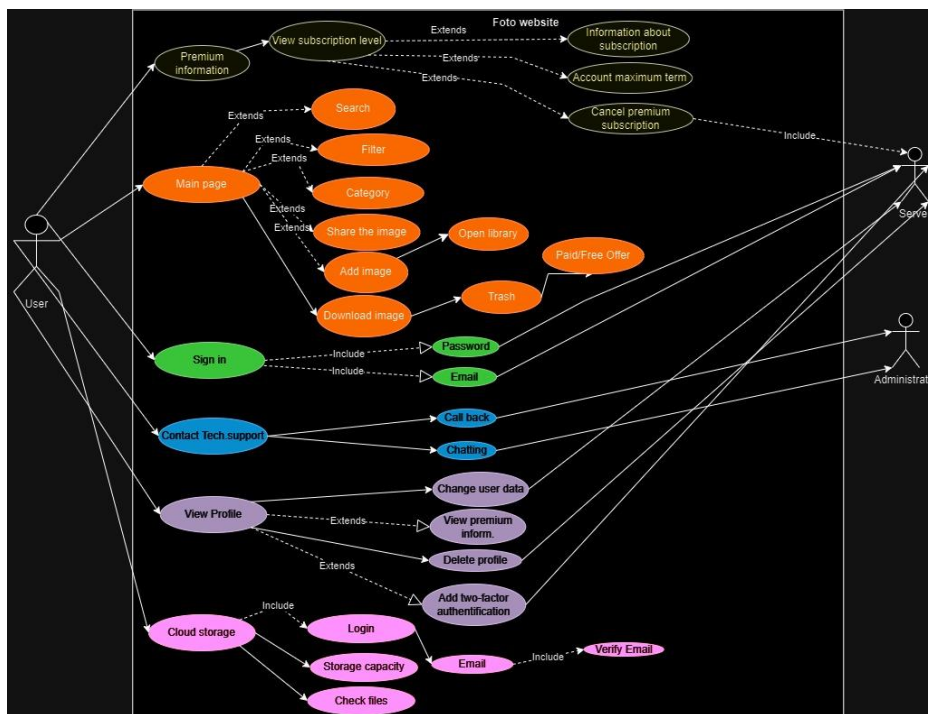 Foto website
Extends
Information about
subscription
View subscription level
Premium
information
Extends
Account maximum term
Extends
Cancel premium
subscription
Include
Search
Extends
Extends
Filter
Extends
Main page
Category
Extends
Extends
Share the image
Open library
Add image
Paid/Free Offer
Download image
Trash
User
Serve
Sign in
Include
Include
Password
Email
Administrat
Contact Tech.support
Call back
Chatting
View Profile
Change user data
Extends
View premium
inform.
Delete profile
Extends
Add two-factor
authentification
Cloud storage
Include
Login
Storage capacity
Email
Include
Verify Email
Check files